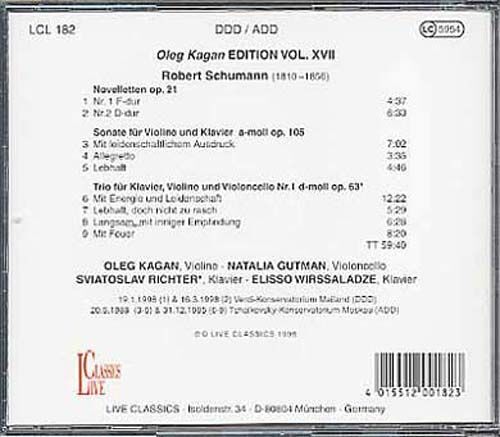 LCL 182 DDD / ADD LC 5954
Oleg Kagan EDITION VOL. XVII
Robert Schumann (1810–1856)
Novelletten op. 21
1 Nr. 1 F-dur 4:37
2 Nr.2 D-dur 6:33
Sonate für Violine und Klavier a-moll op. 105
3 Mit leidenschaftlichem Ausdruck 7:02
4 Allegretto 3:35
5 Lebhaft 4:46
Trio für Klavier, Violine und Violoncello Nr.I d-moll op. 63*
6 Mit Energie und Leidenschaft 12:22
7 Lebhaft, doch nicht zu rasch 5:29
8 Langsam, mit inniger Empfindung 6:28
9 Mit Feuer 8:20
TT 59:40
OLEG KAGAN, Violine - NATALIA GUTMAN, Violoncello
SVIATOSLAV RICHTER*, Klavier - ELISSO WIRSSALADZE, Klavier
(1) & (2) Verdi-Konservatorium Mailand (DDD)
(3-5) & (6-9) Tchaikovsky-Konservatorium Moskau (ADD)
LIVE CLASSICS
CLASSICS
LIVE
4 015512 001823
LIVE CLASSICS - Isoldenstr. 34 - D-80804 München - Germany